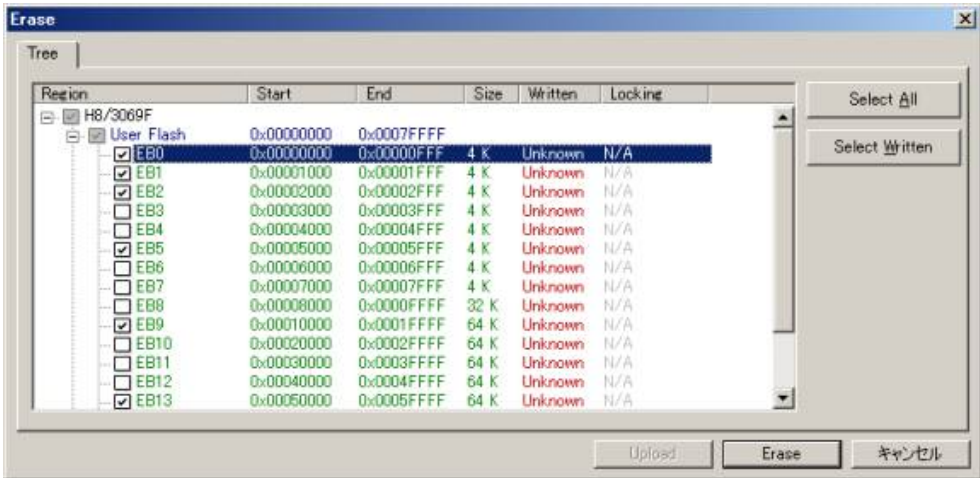 Erase
Tree
Region Start End Size Written Locking
H8/3069F
User Flash 0x00000000 0x0007FFFF
EB0 0x00000000 0x00000FFF 4 K Unknown N/A
EB1 0x00001000 0x00001FFF 4 K Unknown N/A
EB2 0x00002000 0x00002FFF 4 K Unknown N/A
EB3 0x00003000 0x00003FFF 4 K Unknown N/A
EB4 0x00004000 0x00004FFF 4 K Unknown N/A
EB5 0x00005000 0x00005FFF 4 K Unknown N/A
EB6 0x00006000 0x00006FFF 4 K Unknown N/A
EB7 0x00007000 0x00007FFF 4 K Unknown N/A
EB8 0x00008000 0x0000FFFF 32 K Unknown N/A
EB9 0x00010000 0x0001FFFF 64 K Unknown N/A
EB10 0x00020000 0x0002FFFF 64 K Unknown N/A
EB11 0x00030000 0x0003FFFF 64 K Unknown N/A
EB12 0x00040000 0x0004FFFF 64 K Unknown N/A
EB13 0x00050000 0x0005FFFF 64 K Unknown N/A
Select All
Select Written
Upload Erase キャンセル